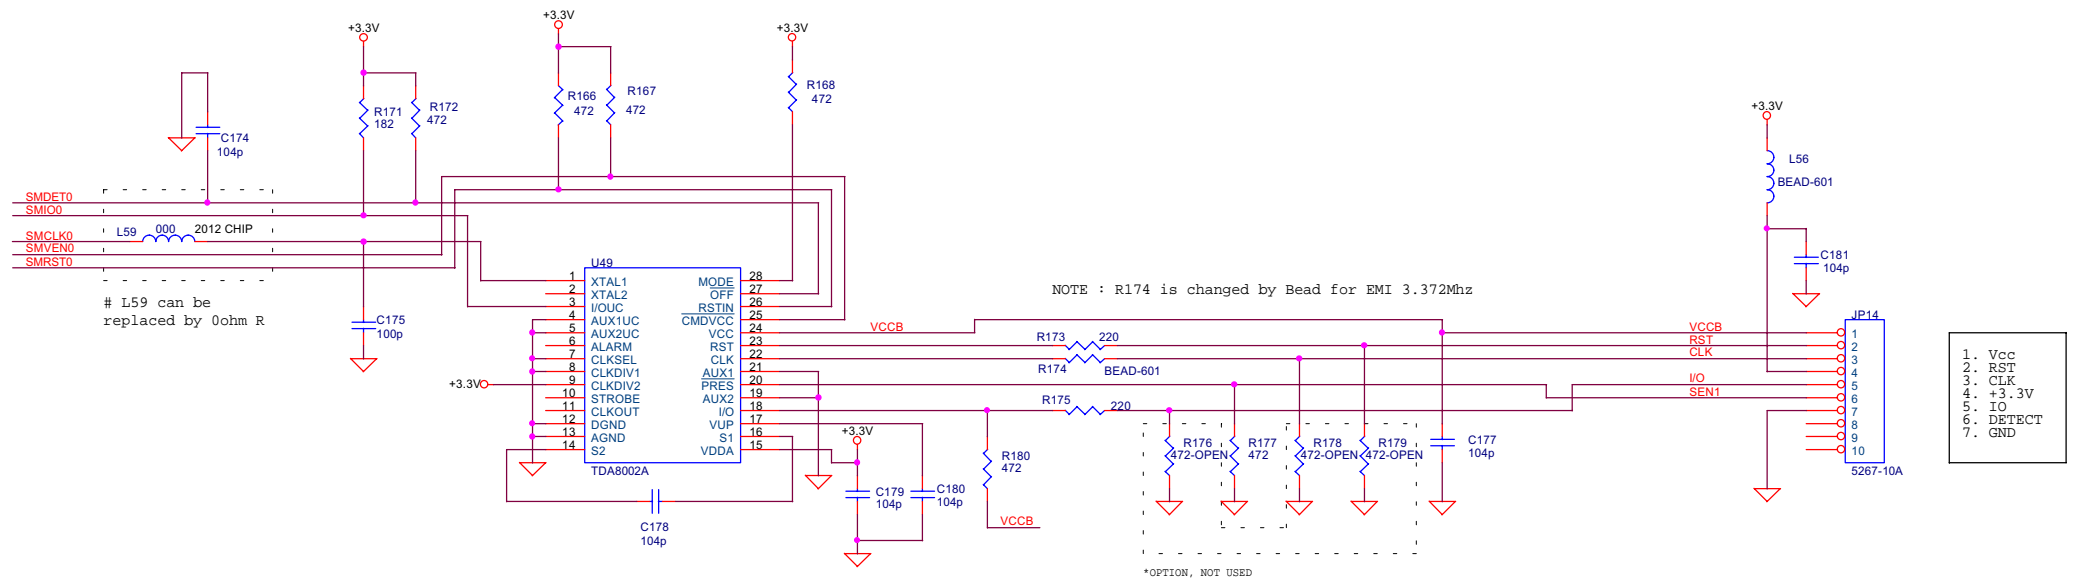 +3.3V
+3.3V
+3.3V
R171
182
R172
472
R166
472
R167
472
R168
472
C174
104p
+3.3V
L56
BEAD-601
C181
104p
SMDET0
SMIO0
SMCLK0
SMVEN0
SMRST0
L59
000
2012 CHIP
# L59 can be
replaced by 0ohm R
C175
100p
+3.3V
U49
1 XTAL1 MODE 28
2 XTAL2 OFF 27
3 I/OUC RSTIN 26
4 AUX1UC CMDVCC 25
5 AUX2UC VCC 24
6 ALARM RST 23
7 CLKSEL CLK 22
8 CLKDIV1 AUX1 21
9 CLKDIV2 PRES 20
10 STROBE AUX2 19
11 CLKOUT I/O 18
12 DGND VUP 17
13 AGND S1 16
14 S2 VDDA 15
TDA8002A
C178
104p
+3.3V
C179
104p
C180
104p
NOTE : R174 is changed by Bead for EMI 3.372Mhz
VCCB
R173 220
R174 BEAD-601
R175 220
R180
472
VCCB
R176
472-OPEN
R177
472
R178
472-OPEN
R179
472-OPEN
C177
104p
*OPTION, NOT USED
VCCB
RST
CLK
I/O
SEN1
JP14
1
2
3
4
5
6
7
8
9
10
5267-10A
1. Vcc
2. RST
3. CLK
4. +3.3V
5. IO
6. DETECT
7. GND